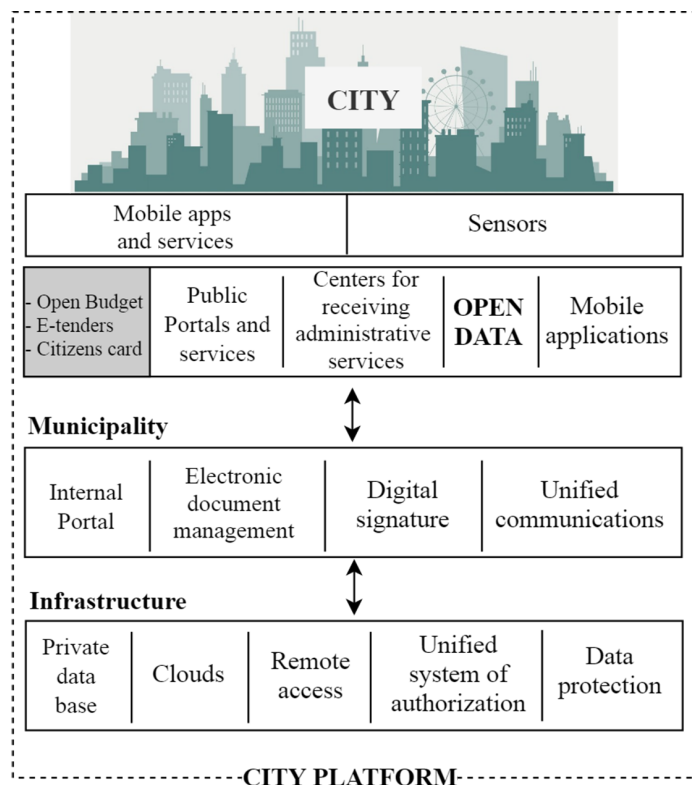 CITY
Mobile apps
and services
Sensors
- Open Budget
- E-tenders
- Citizens card
Public
Portals and
services
Centers for
receiving
administrative
services
OPEN
DATA
Mobile
applications
Municipality
Internal
Portal
Electronic
document
management
Digital
signature
Unified
communications
Infrastructure
Private
data
base
Clouds
Remote
access
Unified
system of
authorization
Data
protection
CITY PLATFORM